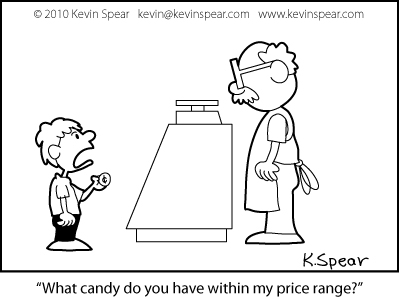 © 2010 Kevin Spear kevin@kevinspear.com www.kevinspear.com
¢
K.Spear
“What candy do you have within my price range?”